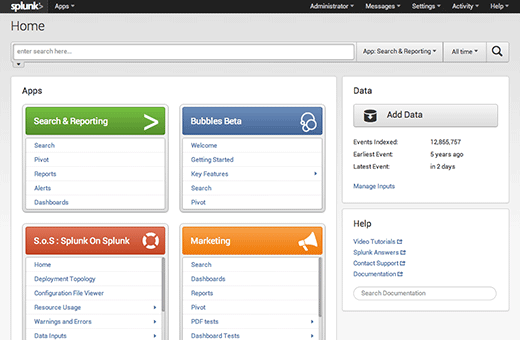 splunk> Apps Administrator Messages Settings Activity Help
Home
enter search here... App: Search & Reporting All time
Apps
Search & Reporting
Search
Pivot
Reports
Alerts
Dashboards
Bubbles Beta
Welcome
Getting Started
Key Features
Search
Pivot
S.o.S : Splunk On Splunk
Home
Deployment Topology
Configuration File Viewer
Resource Usage
Warnings and Errors
Data Inputs
Marketing
Search
Dashboards
Reports
Pivot
PDF tests
Dashboard Tests
Data
Add Data
Events Indexed: 12,855,757
Earliest Event: 5 years ago
Latest Event: in 2 days
Manage Inputs
Help
Video Tutorials
Splunk Answers
Contact Support
Documentation
Search Documentation